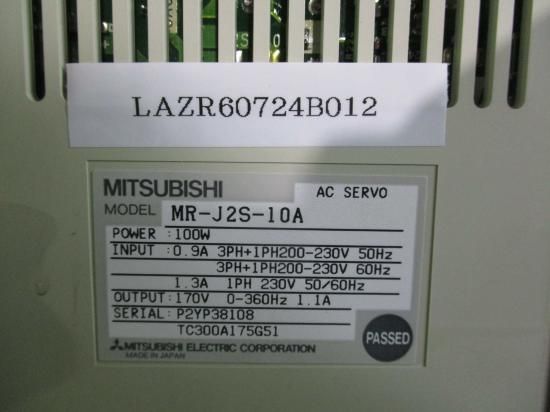 LAZR60724B012
MITSUBISHI AC SERVO
MODEL MR-J2S-10A
POWER :100W
INPUT :0.9A 3PH+1PH200-230V 50Hz
3PH+1PH200-230V 60Hz
1.3A 1PH 230V 50/60Hz
OUTPUT:170V 0-360Hz 1.1A
SERIAL: P2YP38108
TC300A175G51
PASSED
MITSUBISHI ELECTRIC CORPORATION
MADE IN JAPAN